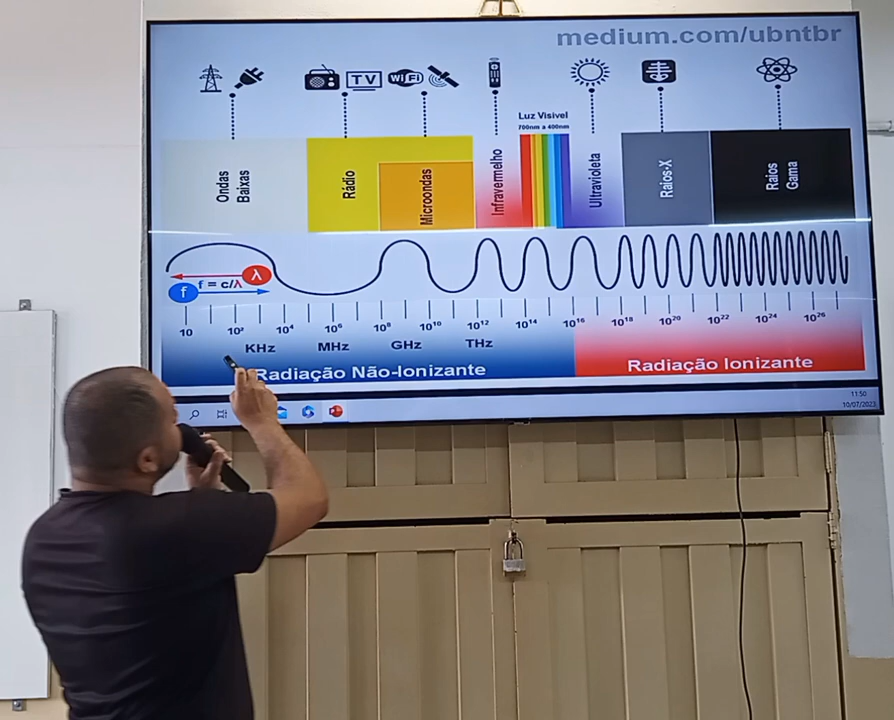 medium.com/ubntbr
TV
WiFi
Luz Visivel
700nm a 400nm
Ondas
Baixas
Rádio
Microondas
Infravermelho
Ultravioleta
Raios-X
Raios
Gama
λ
f = c/λ
f
10 10² 10⁴ 10⁶ 10⁸ 10¹⁰ 10¹² 10¹⁴ 10¹⁶ 10¹⁸ 10²⁰ 10²² 10²⁴ 10²⁶
KHz MHz GHz THz
Radiação Não-Ionizante
Radiação Ionizante
11:50
10/07/2023